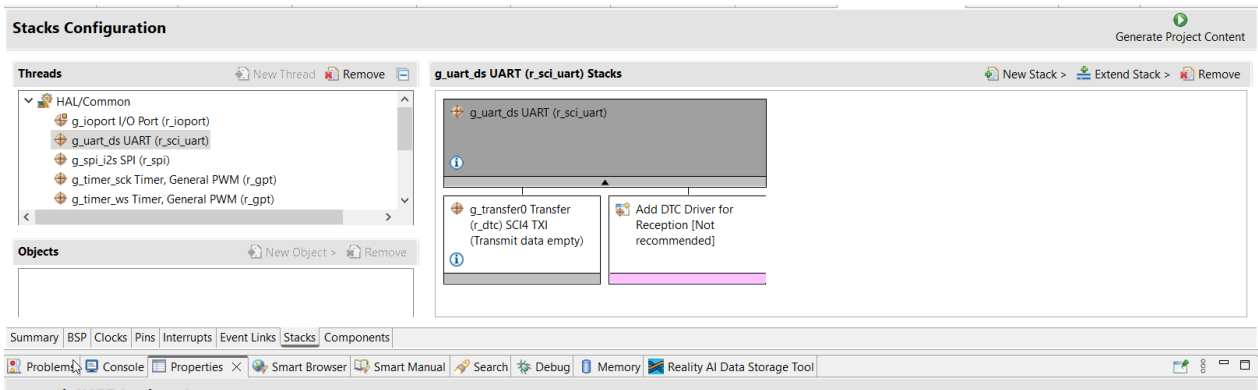 Stacks Configuration
Generate Project Content
Threads
New Thread
Remove
HAL/Common
g_ioport I/O Port (r_ioport)
g_uart_ds UART (r_sci_uart)
g_spi_i2s SPI (r_spi)
g_timer_sck Timer, General PWM (r_gpt)
g_timer_ws Timer, General PWM (r_gpt)
Objects
New Object >
Remove
g_uart_ds UART (r_sci_uart) Stacks
New Stack >
Extend Stack >
Remove
g_uart_ds UART (r_sci_uart)
g_transfer0 Transfer
(r_dtc) SCI4 TXI
(Transmit data empty)
Add DTC Driver for
Reception [Not
recommended]
Summary BSP Clocks Pins Interrupts Event Links Stacks Components
Problems Console Properties Smart Browser Smart Manual Search Debug Memory Reality AI Data Storage Tool